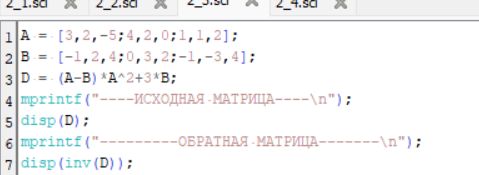 2_1.sci 2_2.sci 2_3.sci 2_4.sci
1 A = [3,2,-5;4,2,0;1,1,2];
2 B = [-1,2,4;0,3,2;-1,-3,4];
3 D = (A-B)*A^2+3*B;
4 mprintf("----ИСХОДНАЯ МАТРИЦА----\n");
5 disp(D);
6 mprintf("---------ОБРАТНАЯ МАТРИЦА-------\n");
7 disp(inv(D));